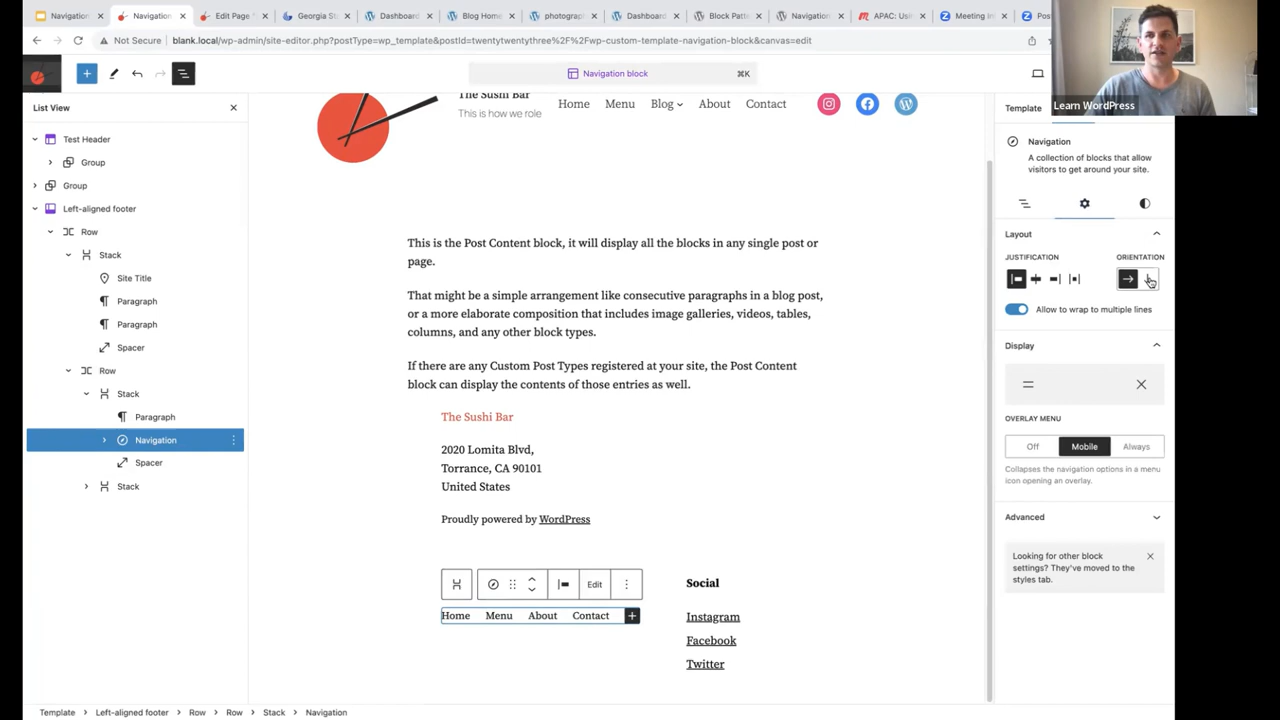 Navigation
Navigation
Edit Page
Georgia St
Dashboard
Blog Home
photograp
Dashboard
Block Patt
Navigation
APAC: Us
Meeting In
Pos
Not Secure
blank.local/wp-admin/site-editor.php?postType=wp_template&postId=twentytwentythree%2F%2Fwp-custom-template-navigation-block&canvas=edit
Navigation block
⌘K
Learn WordPress
List View
Test Header
Group
Group
Left-aligned footer
Row
Stack
Site Title
Paragraph
Paragraph
Spacer
Row
Stack
Paragraph
Navigation
Spacer
Stack
The Sushi Bar
This is how we role
Home Menu Blog About Contact
This is the Post Content block, it will display all the blocks in any single post or
page.
That might be a simple arrangement like consecutive paragraphs in a blog post,
or a more elaborate composition that includes image galleries, videos, tables,
columns, and any other block types.
If there are any Custom Post Types registered at your site, the Post Content
block can display the contents of those entries as well.
The Sushi Bar
2020 Lomita Blvd,
Torrance, CA 90101
United States
Proudly powered by WordPress
Edit
Home Menu About Contact
Social
Instagram
Facebook
Twitter
Template
Navigation
A collection of blocks that allow
visitors to get around your site.
Layout
JUSTIFICATION
ORIENTATION
Allow to wrap to multiple lines
Display
OVERLAY MENU
Off Mobile Always
Collapses the navigation options in a menu
icon opening an overlay.
Advanced
Looking for other block
settings? They've moved to the
styles tab.
Template > Left-aligned footer > Row > Row > Stack > Navigation